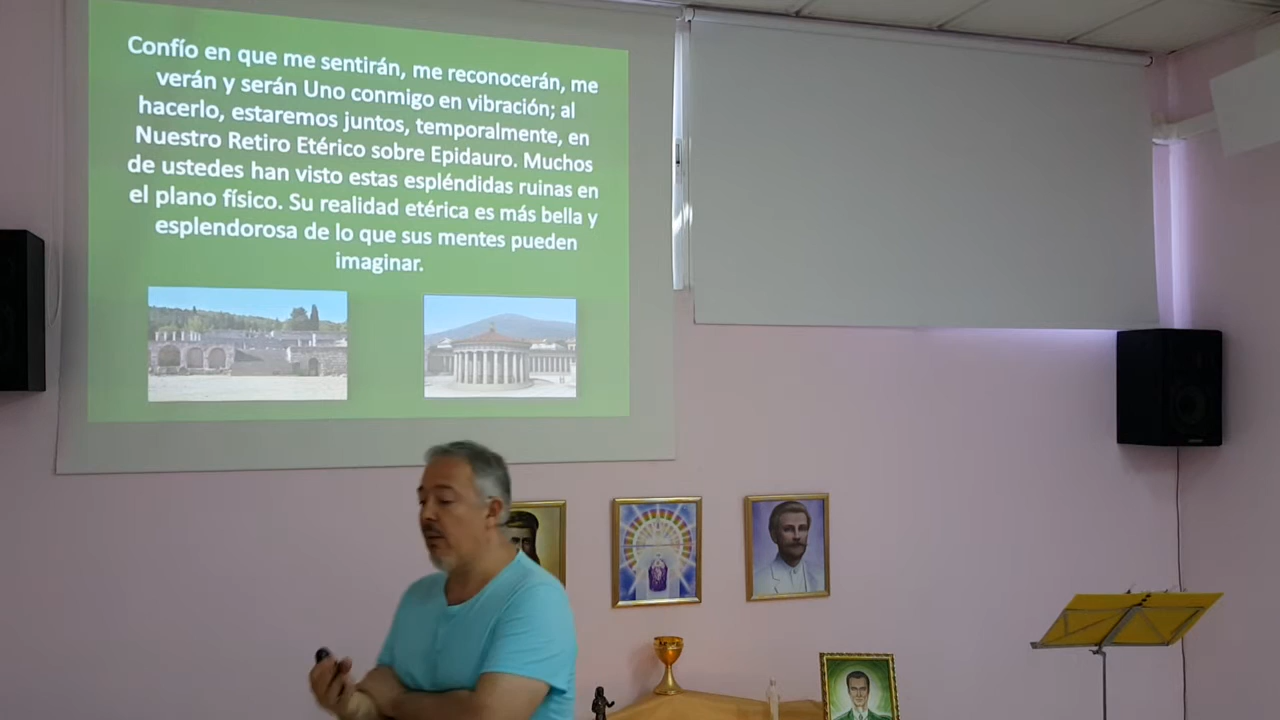 Confío en que me sentirán, me reconocerán, me
verán y serán Uno conmigo en vibración; al
hacerlo, estaremos juntos, temporalmente, en
Nuestro Retiro Etérico sobre Epidauro. Muchos
de ustedes han visto estas espléndidas ruinas en
el plano físico. Su realidad etérica es más bella y
esplendorosa de lo que sus mentes pueden
imaginar.